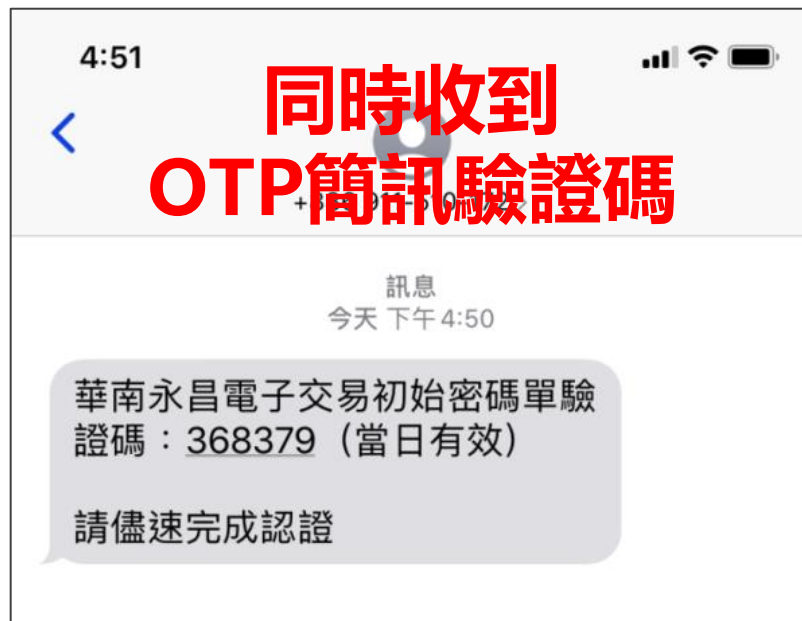 4:51
同時收到
OTP簡訊驗證碼
訊息
今天 下午 4:50
華南永昌電子交易初始密碼單驗
證碼：368379（當日有效）
請儘速完成認證